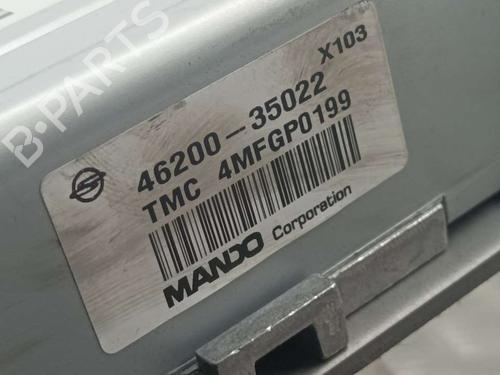 B-PARTS
X103
46200-35022
TMC 4MFGP0199
MANDO Corporation